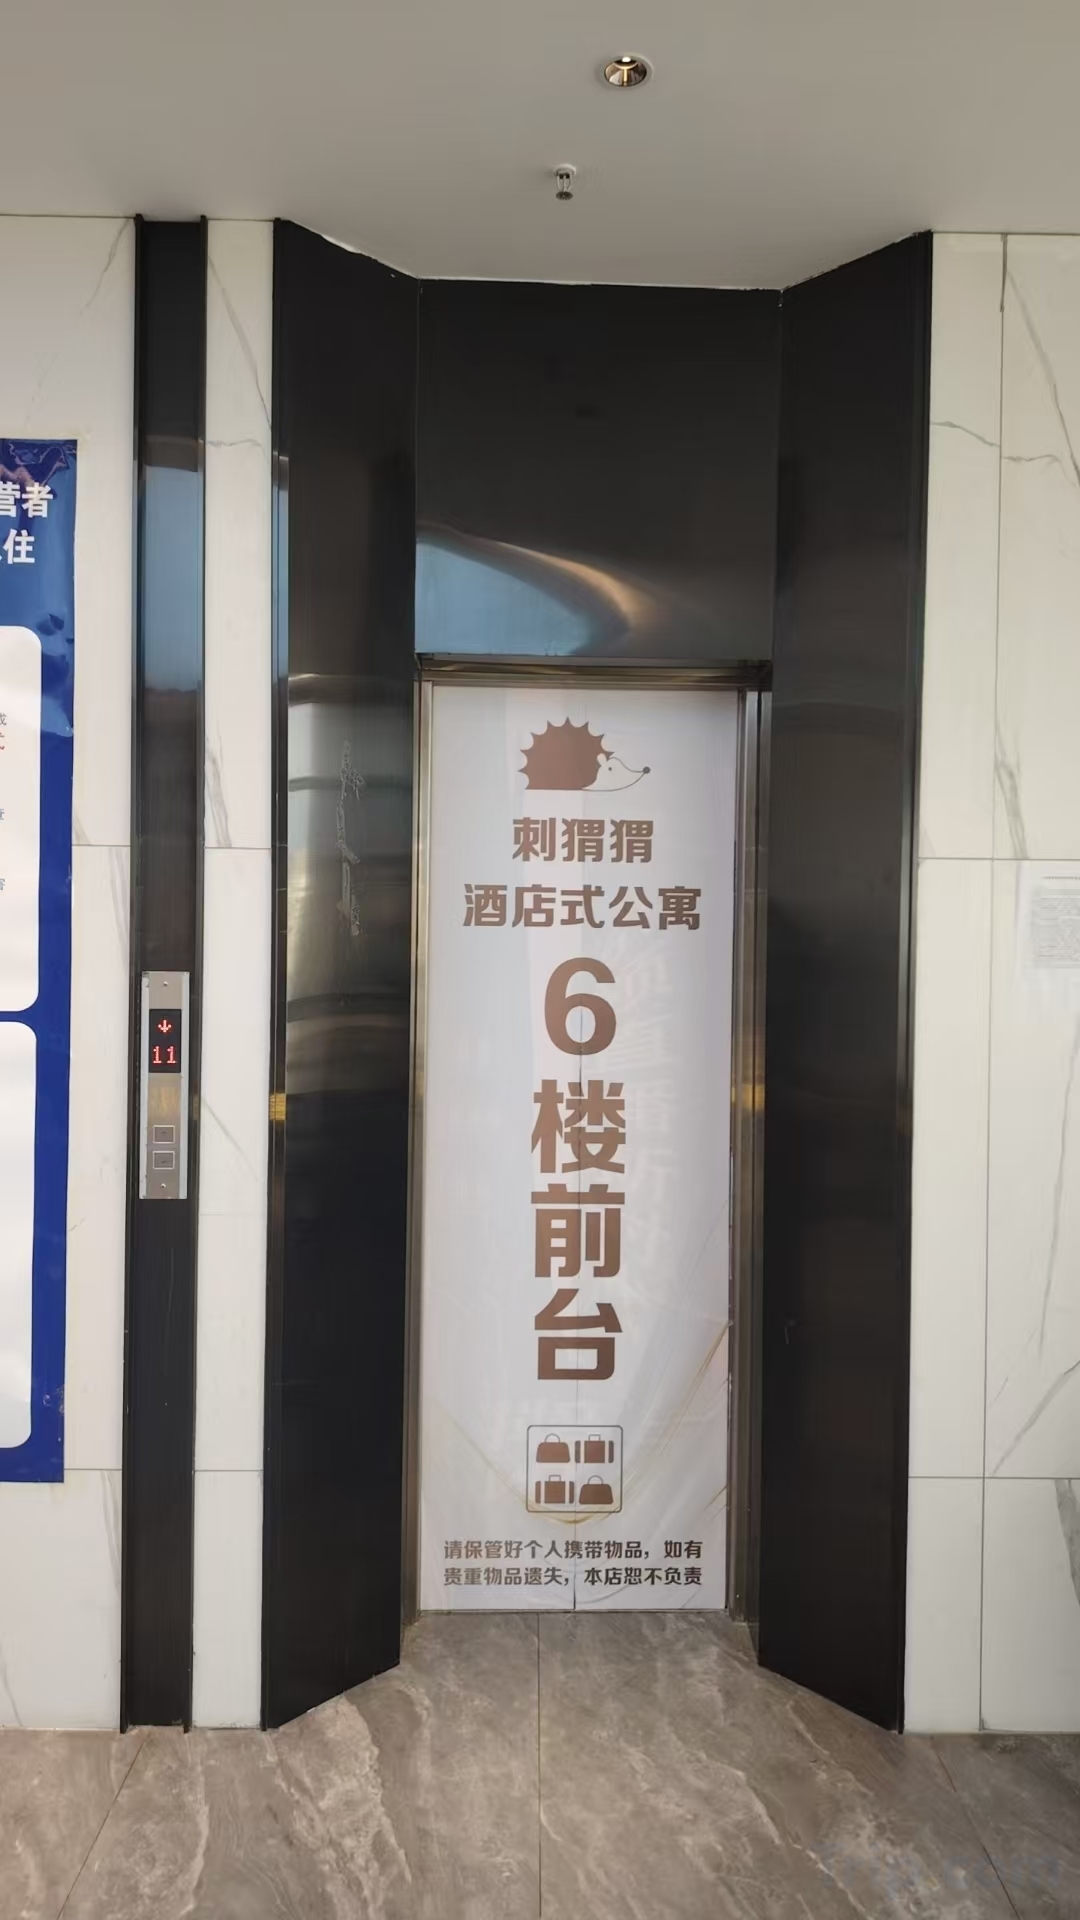 营者
住
刺猬猬
酒店式公寓
6
楼
前
台
请保管好个人携带物品，如有
贵重物品遗失，本店恕不负责
11
Trip.com